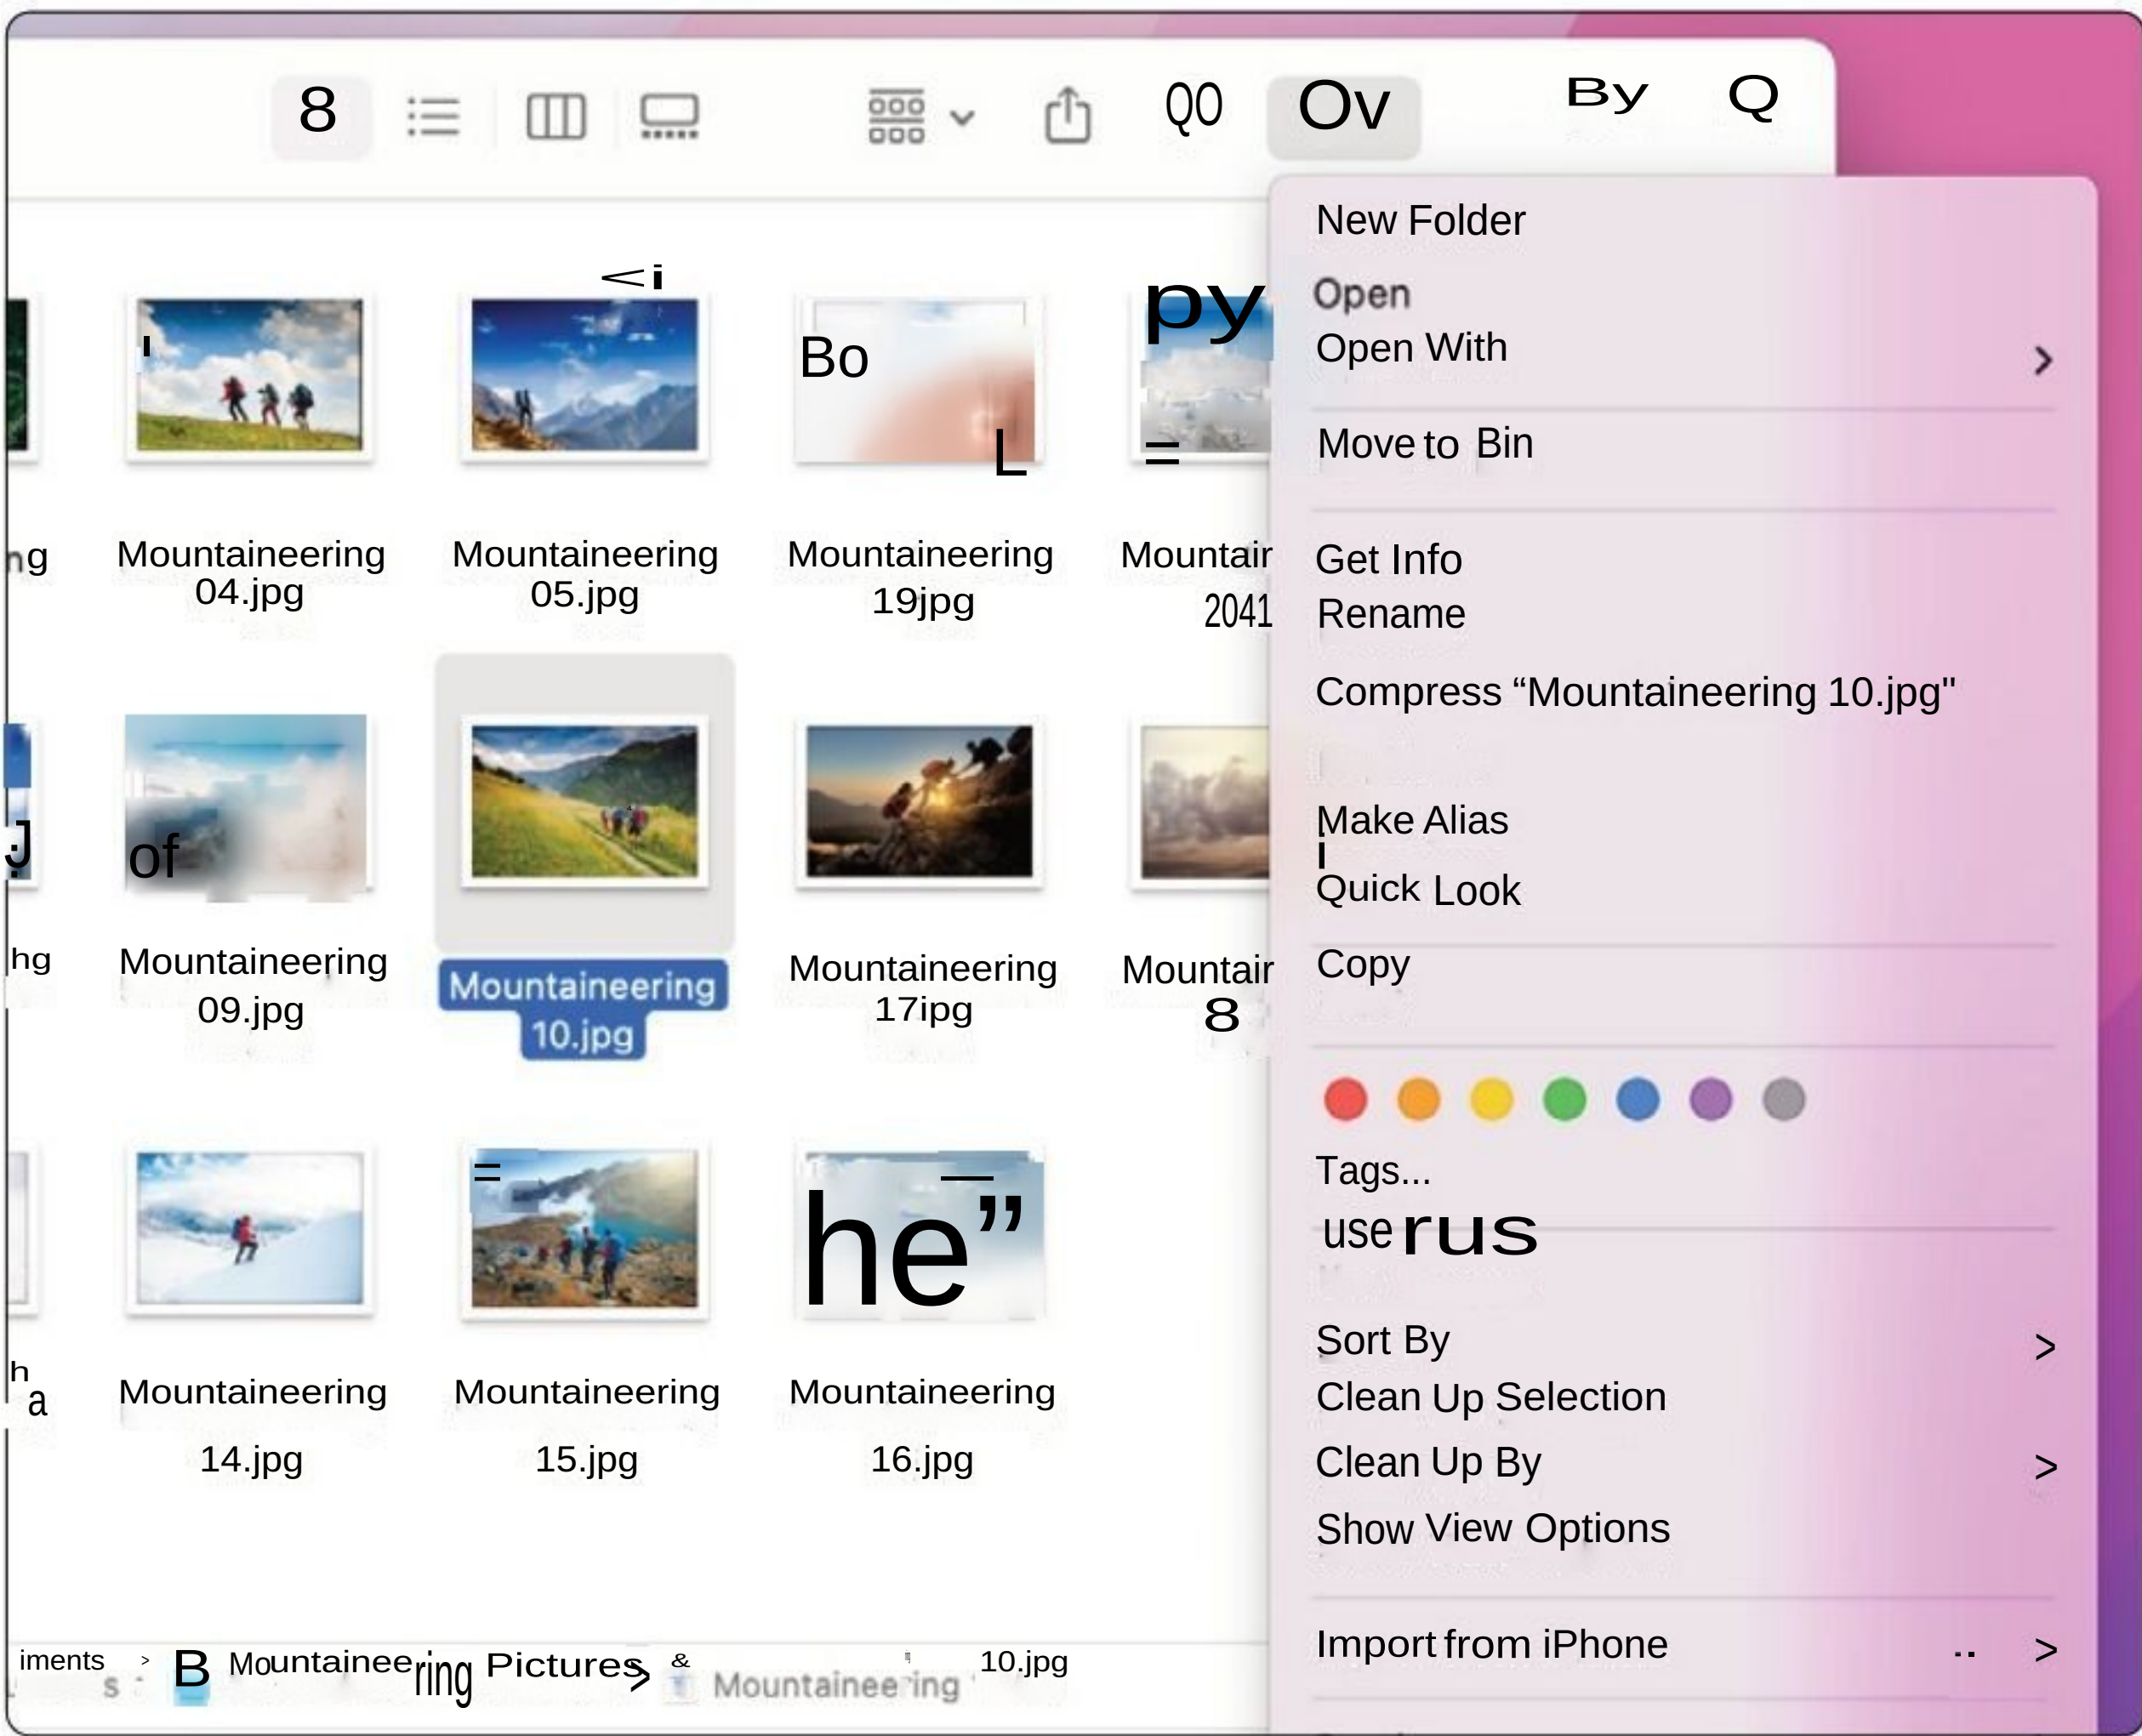 8 QO Ov By Q
New Folder
<i
Open
py
Open With
Bo
L
=
Move to Bin
ng Mountaineering Mountaineering Mountaineering Mountair
04.jpg 05.jpg 19jpg 2041
Get Info
Rename
Compress “Mountaineering 10.jpg"
Make Alias
J of
Quick Look
hg Mountaineering Mountaineering Mountaineering Mountair
09.jpg 10.jpg 17ipg 8
Copy
Tags...
= he”
use rus
Sort By >
h
a Mountaineering Mountaineering Mountaineering
Clean Up Selection
14.jpg 15.jpg 16.jpg
Clean Up By >
Show View Options
Import from iPhone .. >
iments > B Mountaineering Pictures > & Mountaineering 10.jpg